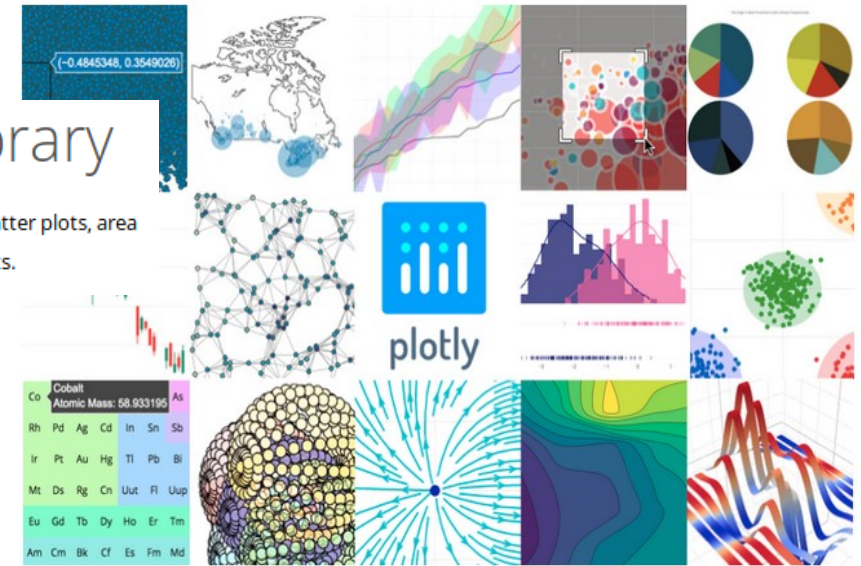 (−0.4845348, 0.3549026)
rary
tter plots, area
s.
plotly
Cobalt
Atomic Mass: 58.933195
Co As
Rh Pd Ag Cd In Sn Sb
Ir Pt Au Hg Tl Pb Bi
Mt Ds Rg Cn Uut Fl Uup
Eu Gd Tb Dy Ho Er Tm
Am Cm Bk Cf Es Fm Md